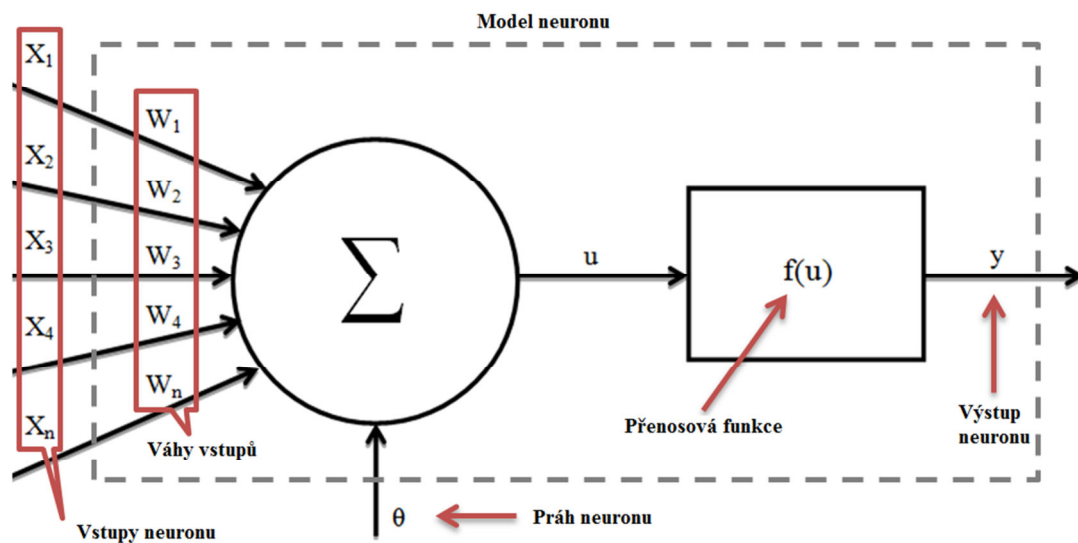 Model neuronu
X₁
X₂
X₃
X₄
Xₙ
W₁
W₂
W₃
W₄
Wₙ
Váhy vstupů
Vstupy neuronu
∑
θ
Práh neuronu
u
f(u)
Přenosová funkce
y
Výstup
neuronu